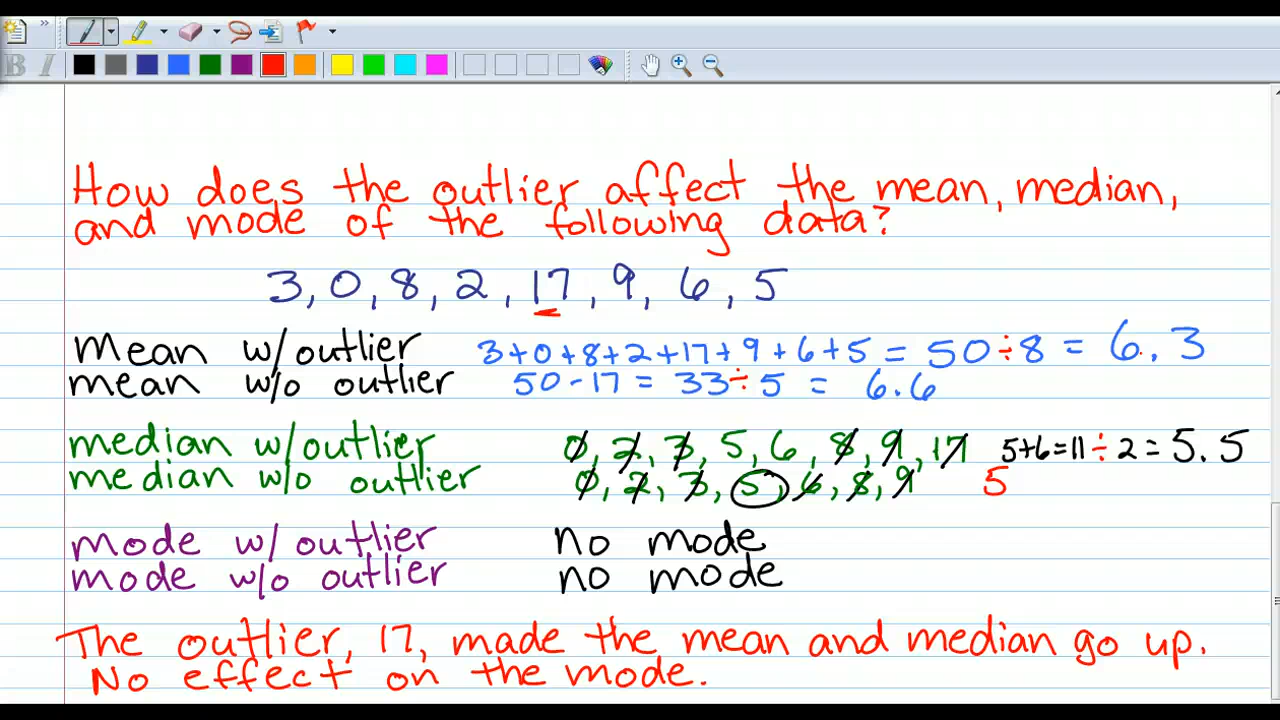 B I
How does the outlier affect the mean, median,
and mode of the following data?
3, 0, 8, 2, 17, 9, 6, 5
mean w/outlier 3+0+8+2+17+9+6+5 = 50÷8 = 6.3
mean w/o outlier 50-17 = 33÷5 = 6.6
median w/outlier 0, 2, 3, 5, 6, 8, 9, 17 5+6=11÷2=5.5
median w/o outlier 0, 2, 3, 5, 6, 8, 9 5
mode w/outlier no mode
mode w/o outlier no mode
The outlier, 17, made the mean and median go up.
No effect on the mode.